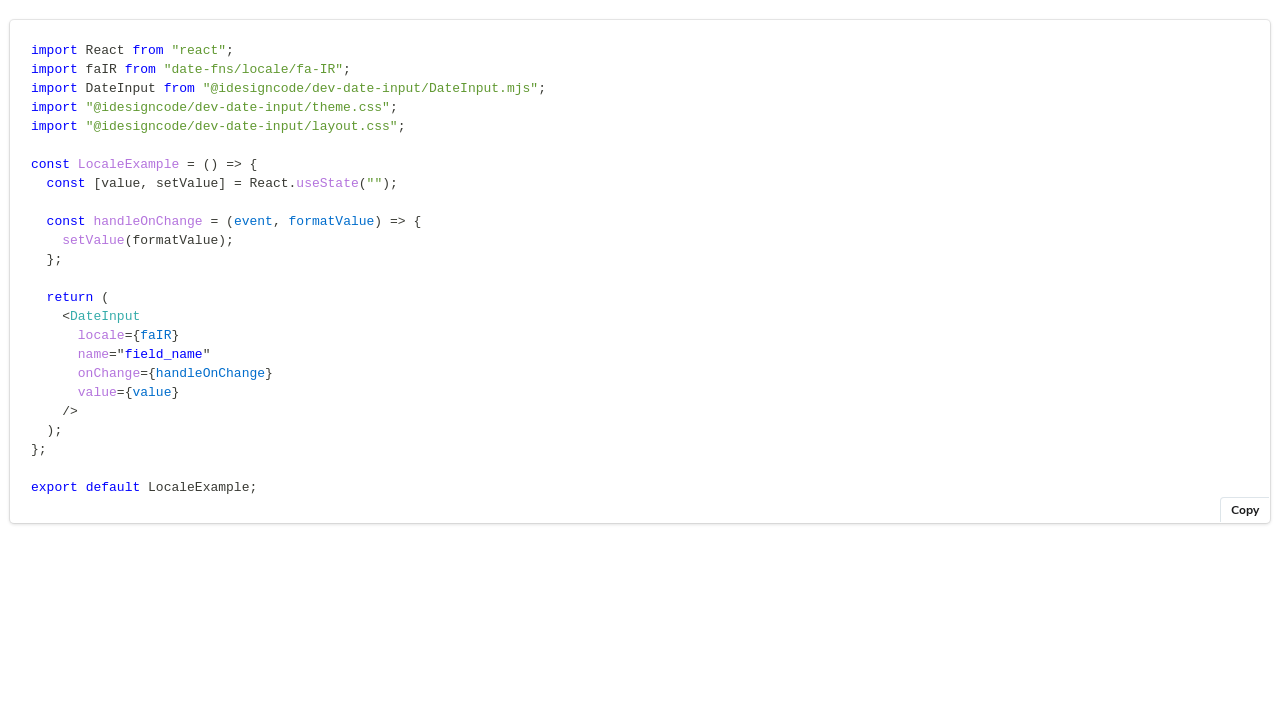 import React from "react";
import faIR from "date-fns/locale/fa-IR";
import DateInput from "@idesigncode/dev-date-input/DateInput.mjs";
import "@idesigncode/dev-date-input/theme.css";
import "@idesigncode/dev-date-input/layout.css";

const LocaleExample = () => {
  const [value, setValue] = React.useState("");

  const handleOnChange = (event, formatValue) => {
    setValue(formatValue);
  };

  return (
    <DateInput
      locale={faIR}
      name="field_name"
      onChange={handleOnChange}
      value={value}
    />
  );
};

export default LocaleExample;
Copy